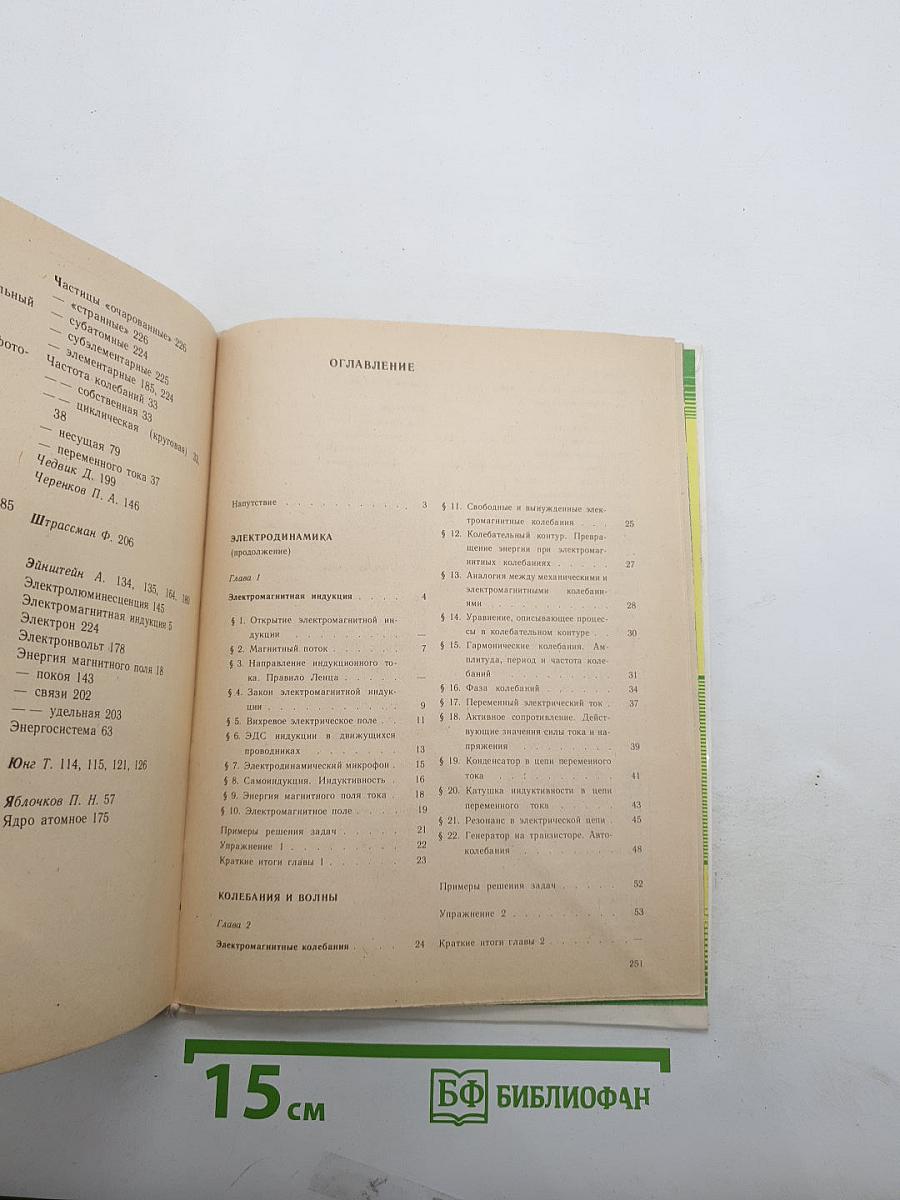 льный
фото-
85
Частицы «очарованные» 226
— «странные» 226
— субатомные 224
— субэлементарные 225
— элементарные 185, 224
Частота колебаний 33
— — собственная 33
— — циклическая (круговая) 33,
38
— несущая 79
— переменного тока 37
Чедвик Д. 199
Черенков П. А. 146
Штрассман Ф. 206
Эйнштейн А. 134, 135, 164, 180
Электролюминесценция 145
Электромагнитная индукция 5
Электрон 224
Электронвольт 178
Энергия магнитного поля 18
— покоя 143
— связи 202
— — удельная 203
Энергосистема 63
Юнг Т. 114, 115, 121, 126
Яблочков П. Н. 57
Ядро атомное 175
ОГЛАВЛЕНИЕ
Напутствие . . . . . . . . . . . 3
ЭЛЕКТРОДИНАМИКА
(продолжение)
Глава 1
Электромагнитная индукция . . . . 4
§ 1. Открытие электромагнитной ин-
дукции . . . . . . . . . —
§ 2. Магнитный поток . . . . . . 7
§ 3. Направление индукционного то-
ка. Правило Ленца . . . . . —
§ 4. Закон электромагнитной индук-
ции . . . . . . . . . . 9
§ 5. Вихревое электрическое поле . . 11
§ 6. ЭДС индукции в движущихся
проводниках . . . . . . . 13
§ 7. Электродинамический микрофон . 15
§ 8. Самоиндукция. Индуктивность . 16
§ 9. Энергия магнитного поля тока . 18
§ 10. Электромагнитное поле . . . . 19
Примеры решения задач . . . . . 21
Упражнение 1 . . . . . . . . . 22
Краткие итоги главы 1 . . . . . . 23
КОЛЕБАНИЯ И ВОЛНЫ
Глава 2
Электромагнитные колебания . . . . 24
§ 11. Свободные и вынужденные элек-
тромагнитные колебания . . . 25
§ 12. Колебательный контур. Превра-
щение энергии при электромаг-
нитных колебаниях . . . . . 27
§ 13. Аналогия между механическими и
электромагнитными колебани-
ями . . . . . . . . . . 28
§ 14. Уравнение, описывающее процес-
сы в колебательном контуре . . 30
§ 15. Гармонические колебания. Ам-
плитуда, период и частота коле-
баний . . . . . . . . . 31
§ 16. Фаза колебаний . . . . . . 34
§ 17. Переменный электрический ток . 37
§ 18. Активное сопротивление. Дейст-
вующие значения силы тока и на-
пряжения . . . . . . . . 39
§ 19. Конденсатор в цепи переменного
тока . . . . . . . . . . 41
§ 20. Катушка индуктивности в цепи
переменного тока . . . . . . 43
§ 21. Резонанс в электрической цепи . 45
§ 22. Генератор на транзисторе. Авто-
колебания . . . . . . . . 48
Примеры решения задач . . . . . 52
Упражнение 2 . . . . . . . . . 53
Краткие итоги главы 2 . . . . . . —
251
15 см
БФ БИБЛИОФАН